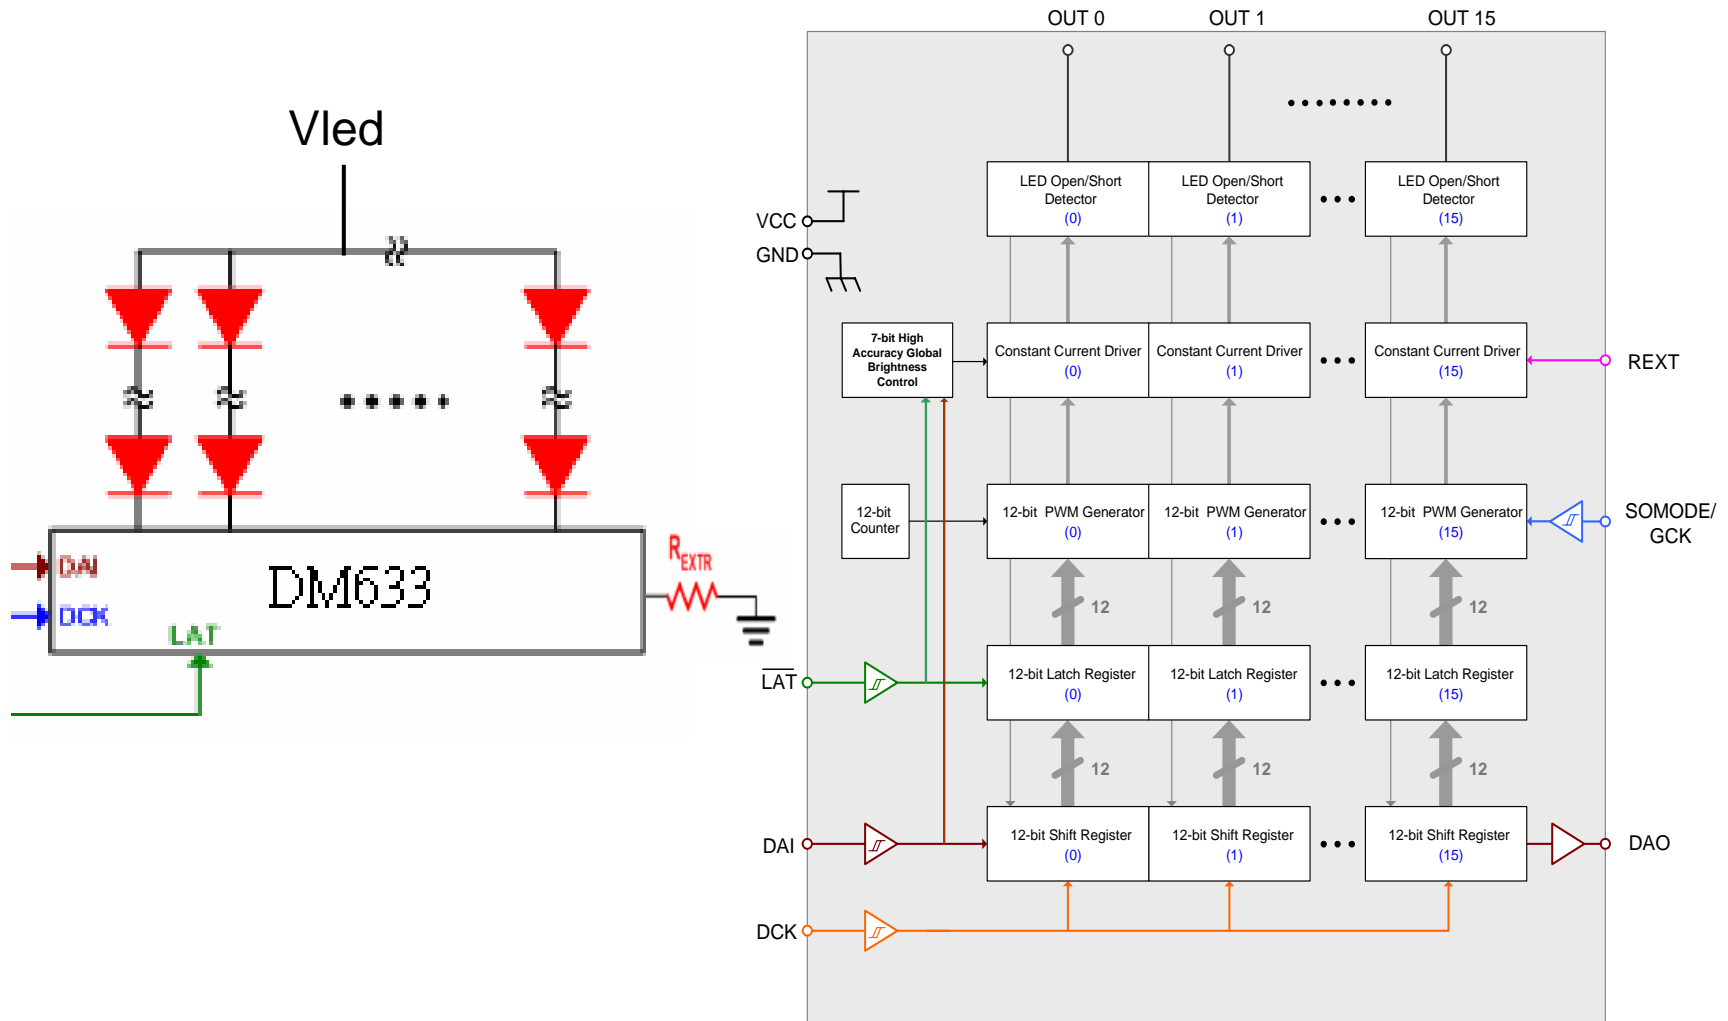 Vled
DAI
DCK
LAT
DM633
REXTR
OUT 0
OUT 1
OUT 15
VCC
GND
LED Open/Short
Detector
(0)
LED Open/Short
Detector
(1)
LED Open/Short
Detector
(15)
7-bit High
Accuracy Global
Brightness
Control
Constant Current Driver
(0)
Constant Current Driver
(1)
Constant Current Driver
(15)
REXT
12-bit
Counter
12-bit PWM Generator
(0)
12-bit PWM Generator
(1)
12-bit PWM Generator
(15)
SOMODE/
GCK
12
12
12
LAT
12-bit Latch Register
(0)
12-bit Latch Register
(1)
12-bit Latch Register
(15)
12
12
12
DAI
12-bit Shift Register
(0)
12-bit Shift Register
(1)
12-bit Shift Register
(15)
DAO
DCK